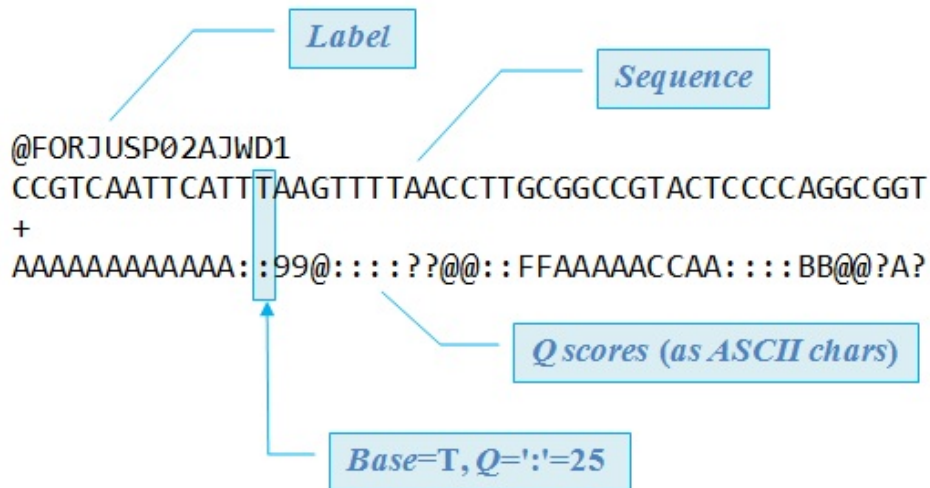 Label
Sequence
@FORJUSP02AJWD1
CCGTCAATTCATTTAAGTTTTAACCTTGCGGCCGTACTCCCCAGGCGGT
+
AAAAAAAAAAAA::99@::::??@@::FFAAAAACCAA::::BB@@?A?
Q scores (as ASCII chars)
Base=T, Q=':'=25